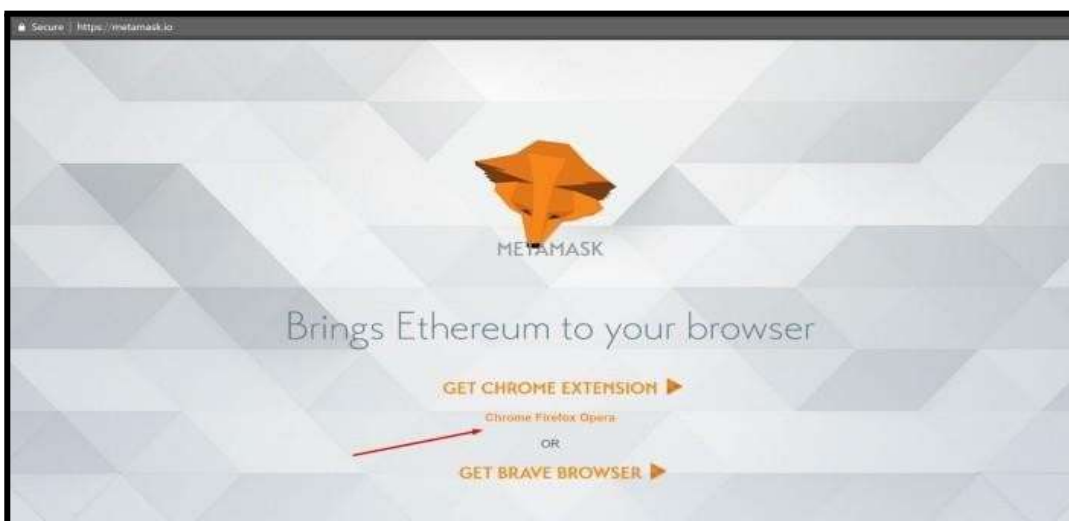 Secure | https://metamask.io
METAMASK
Brings Ethereum to your browser
GET CHROME EXTENSION
Chrome Firefox Opera
OR
GET BRAVE BROWSER